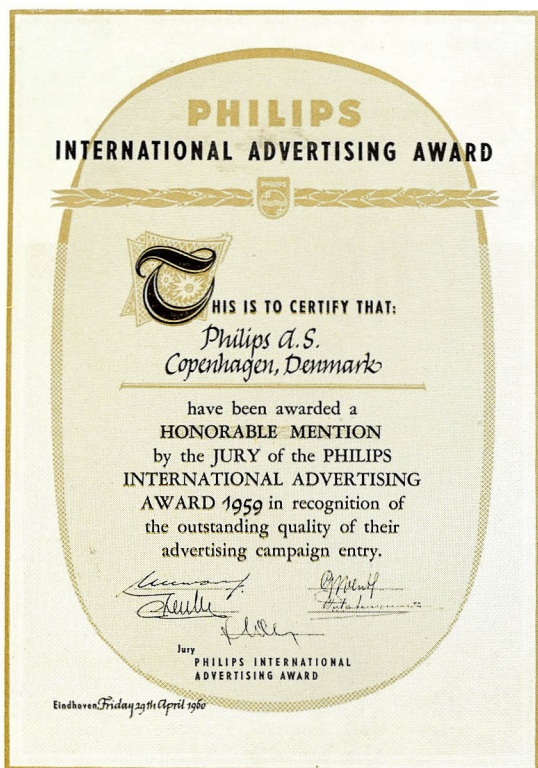 PHILIPS
INTERNATIONAL ADVERTISING AWARD
PHILIPS
THIS IS TO CERTIFY THAT:
Philips A.S.
Copenhagen, Denmark
have been awarded a
HONORABLE MENTION
by the JURY of the PHILIPS
INTERNATIONAL ADVERTISING
AWARD 1959 in recognition of
the outstanding quality of their
advertising campaign entry.
Jury
PHILIPS INTERNATIONAL
ADVERTISING AWARD
Eindhoven, Friday 29th April 1960